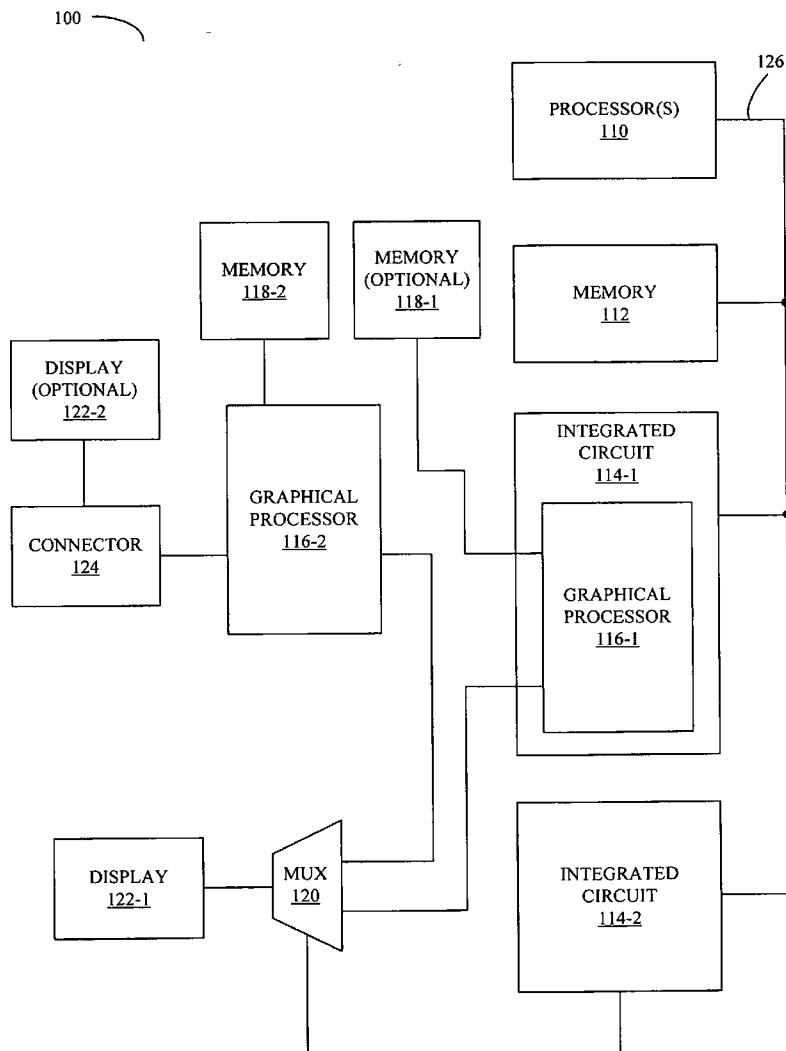 100
126
PROCESSOR(S)
110
MEMORY
118-2
MEMORY
(OPTIONAL)
118-1
MEMORY
112
DISPLAY
(OPTIONAL)
122-2
INTEGRATED
CIRCUIT
114-1
GRAPHICAL
PROCESSOR
116-2
CONNECTOR
124
GRAPHICAL
PROCESSOR
116-1
DISPLAY
122-1
MUX
120
INTEGRATED
CIRCUIT
114-2